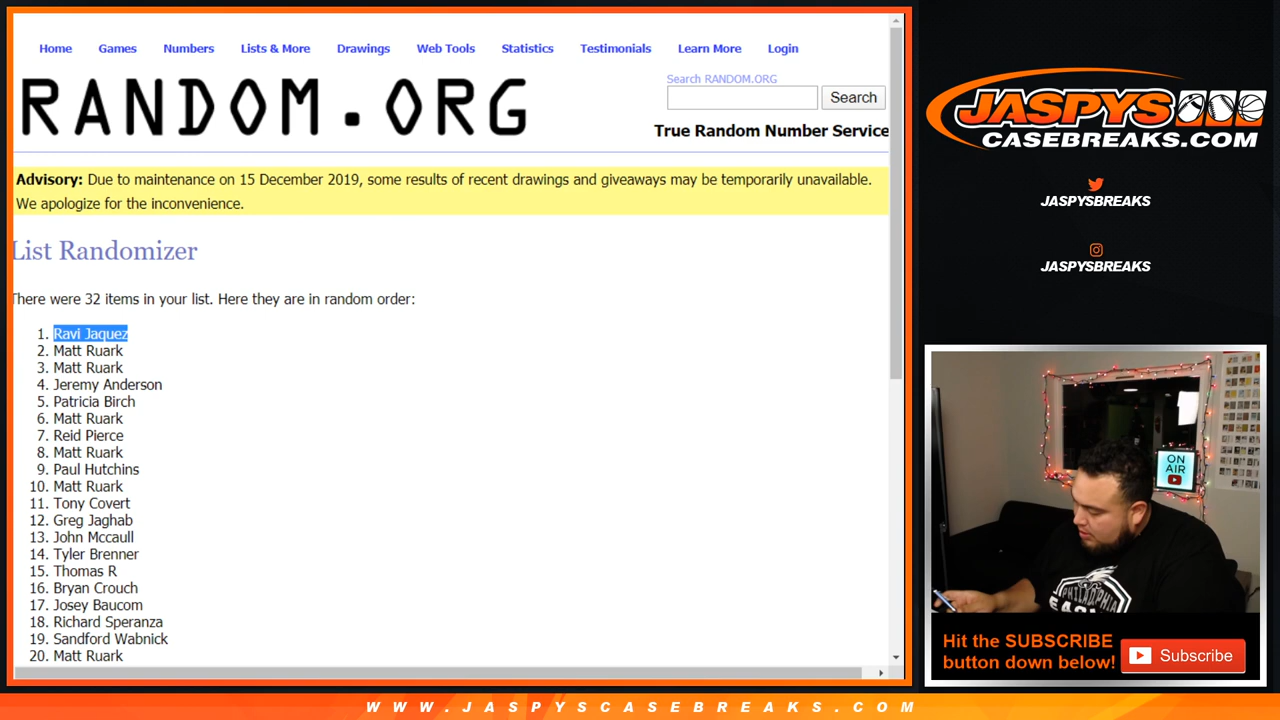 Home Games Numbers Lists & More Drawings Web Tools Statistics Testimonials Learn More Login
RANDOM.ORG
Search RANDOM.ORG
Search
True Random Number Service
Advisory: Due to maintenance on 15 December 2019, some results of recent drawings and giveaways may be temporarily unavailable.
We apologize for the inconvenience.
List Randomizer
There were 32 items in your list. Here they are in random order:
1. Ravi Jaquez
2. Matt Ruark
3. Matt Ruark
4. Jeremy Anderson
5. Patricia Birch
6. Matt Ruark
7. Reid Pierce
8. Matt Ruark
9. Paul Hutchins
10. Matt Ruark
11. Tony Covert
12. Greg Jaghab
13. John Mccaull
14. Tyler Brenner
15. Thomas R
16. Bryan Crouch
17. Josey Baucom
18. Richard Speranza
19. Sandford Wabnick
20. Matt Ruark
JASPYS
CASEBREAKS.COM
JASPYSBREAKS
JASPYSBREAKS
ON
AIR
PHILADELPHIA
Hit the SUBSCRIBE
button down below!
Subscribe
WWW.JASPYSCASEBREAKS.COM